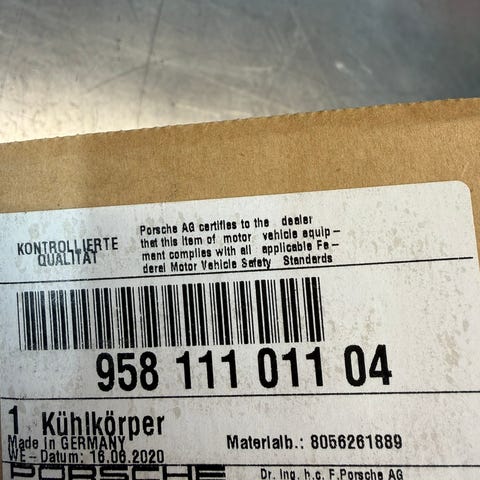 KONTROLLIERTE
QUALITÄT
Porsche AG certifies to the dealer
that this item of motor vehicle equip-
ment complies with all applicable Fe-
deral Motor Vehicle Safety Standards
958 111 011 04
1 Kühlkörper
Made in GERMANY
WE-Datum: 16.06.2020
Materialb.: 8056261889
PORSCHE
Dr. Ing. h.c. F.Porsche AG